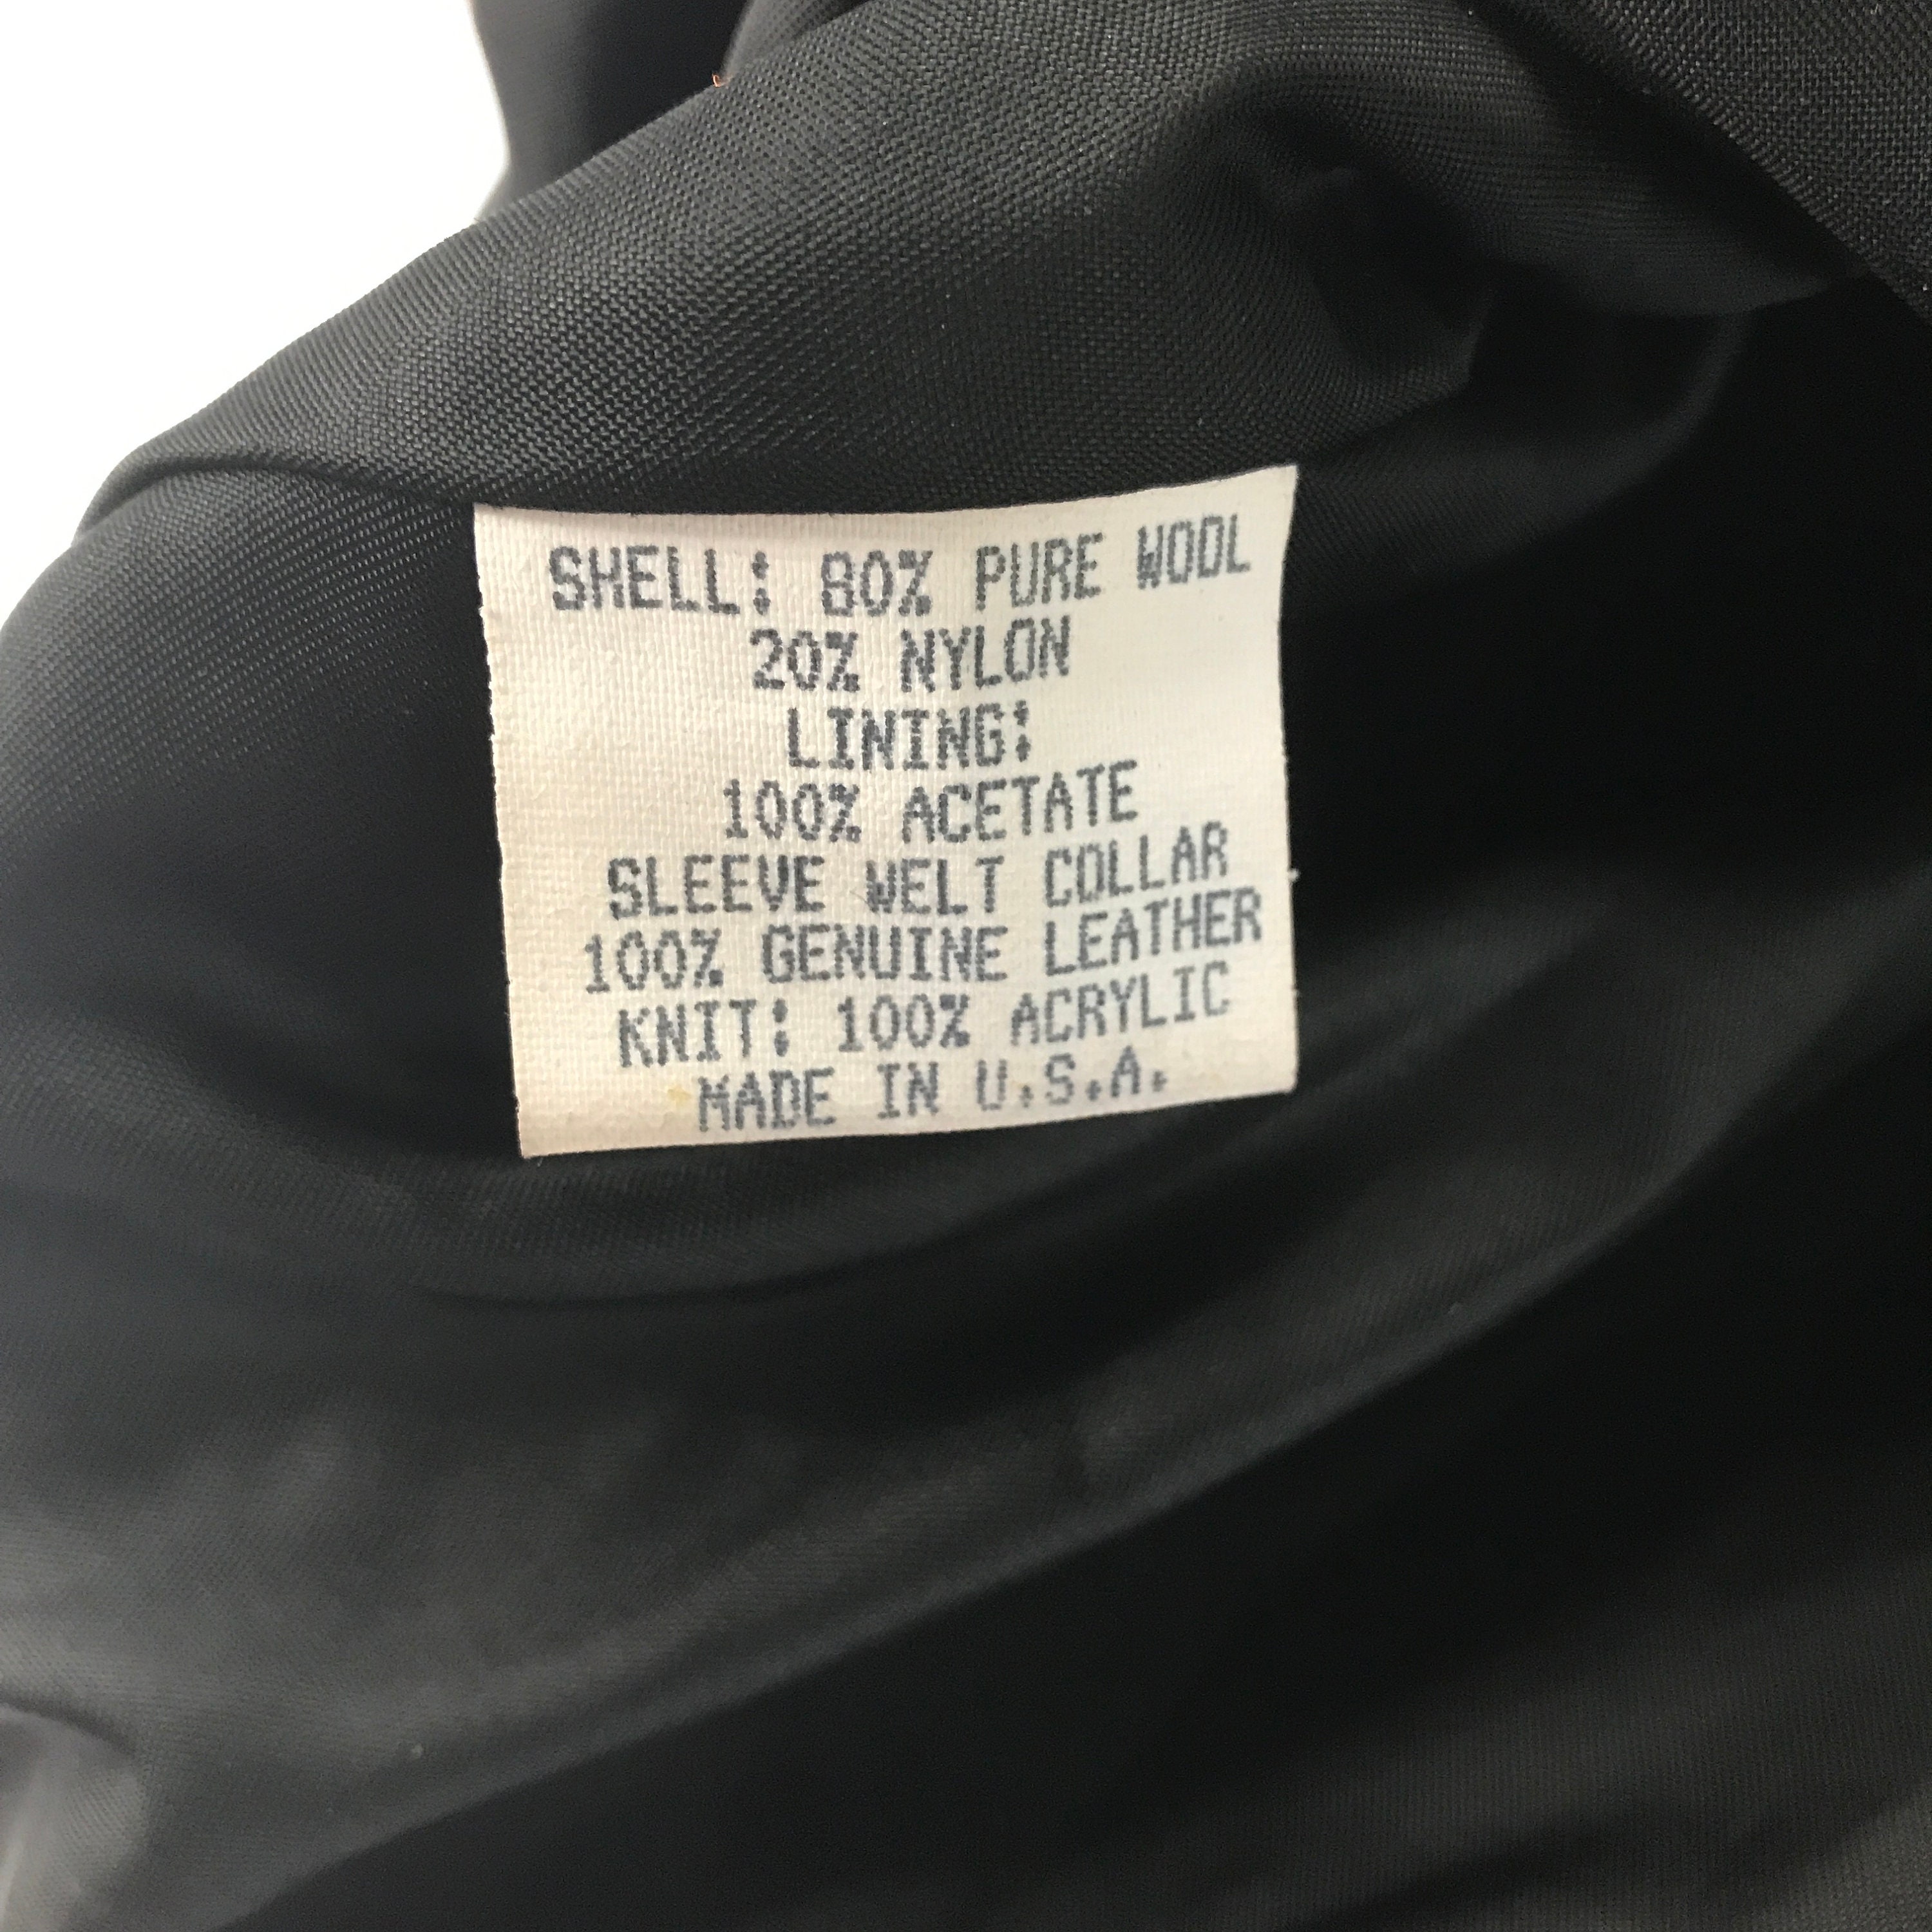 SHELL: 80% PURE WOOL
20% NYLON
LINING:
100% ACETATE
SLEEVE WELT COLLAR
100% GENUINE LEATHER
KNIT: 100% ACRYLIC
MADE IN U.S.A.